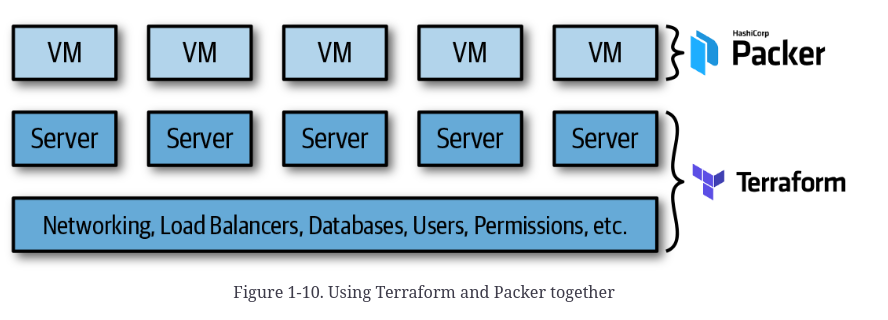 VM VM VM VM VM
HashiCorp
Packer
Server Server Server Server Server
Terraform
Networking, Load Balancers, Databases, Users, Permissions, etc.
Figure 1-10. Using Terraform and Packer together